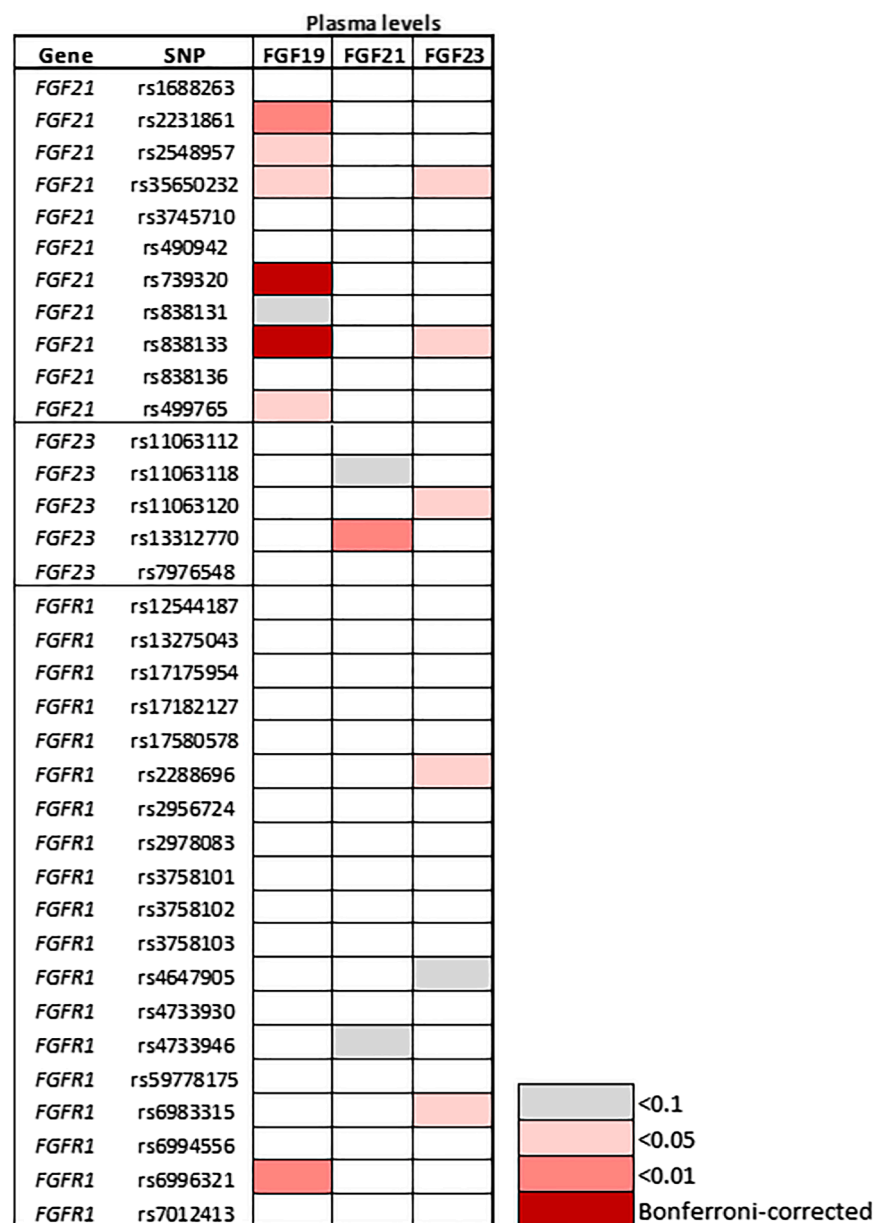 Plasma levels
Gene SNP FGF19 FGF21 FGF23
FGF21 rs1688263
FGF21 rs2231861
FGF21 rs2548957
FGF21 rs35650232
FGF21 rs3745710
FGF21 rs490942
FGF21 rs739320
FGF21 rs838131
FGF21 rs838133
FGF21 rs838136
FGF21 rs499765
FGF23 rs11063112
FGF23 rs11063118
FGF23 rs11063120
FGF23 rs13312770
FGF23 rs7976548
FGFR1 rs12544187
FGFR1 rs13275043
FGFR1 rs17175954
FGFR1 rs17182127
FGFR1 rs17580578
FGFR1 rs2288696
FGFR1 rs2956724
FGFR1 rs2978083
FGFR1 rs3758101
FGFR1 rs3758102
FGFR1 rs3758103
FGFR1 rs4647905
FGFR1 rs4733930
FGFR1 rs4733946
FGFR1 rs59778175
FGFR1 rs6983315
FGFR1 rs6994556
FGFR1 rs6996321
FGFR1 rs7012413
<0.1
<0.05
<0.01
Bonferroni-corrected